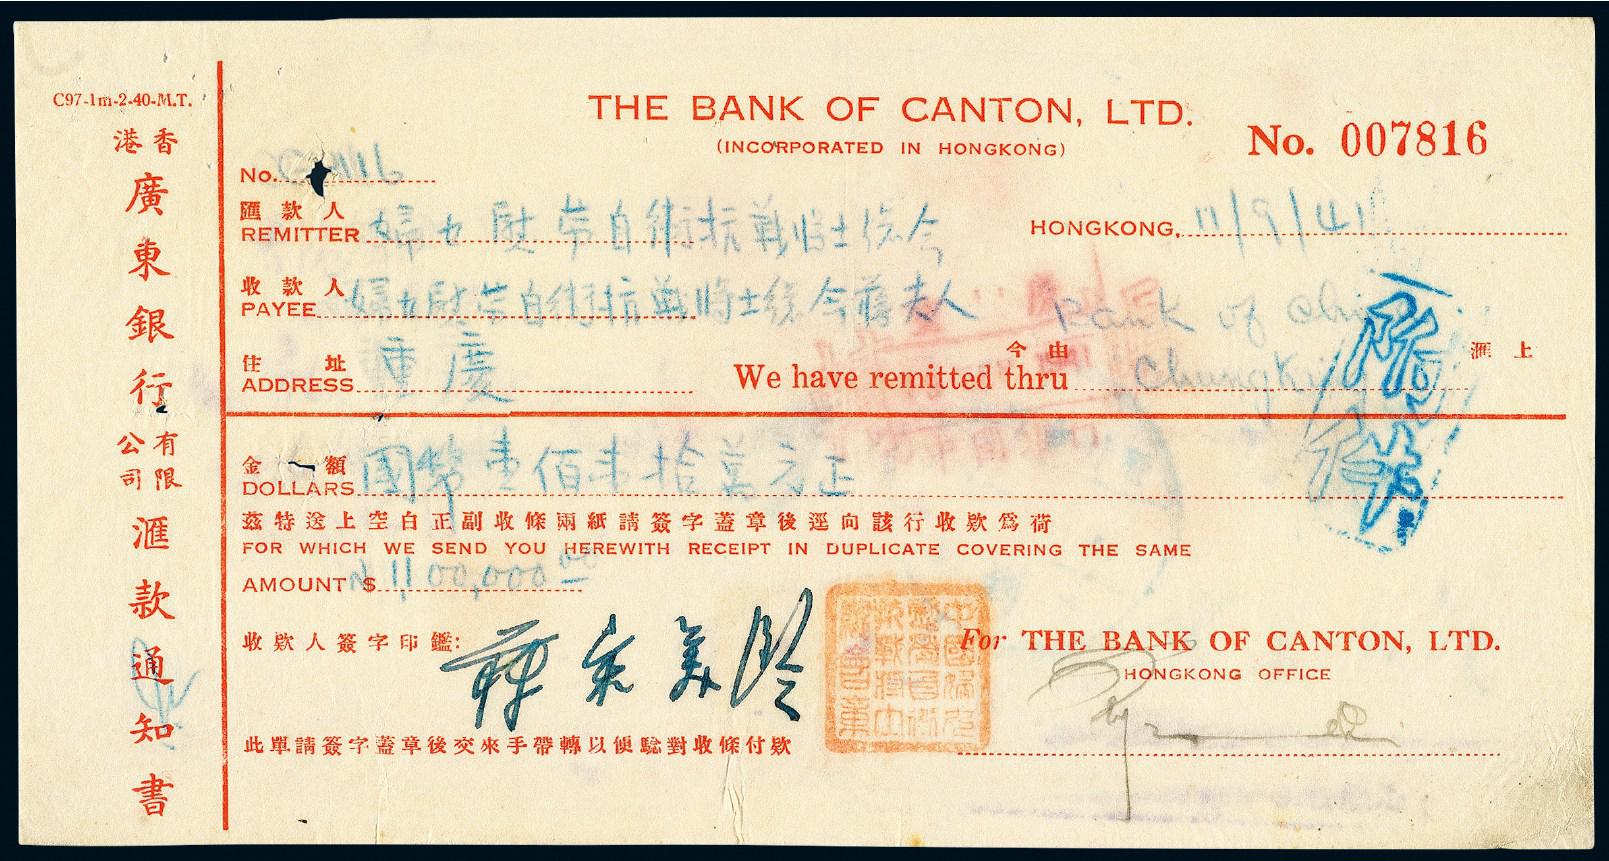 C97-1m-2-40-M.T.
香港
廣東銀行
有限公司
滙款通知書
THE BANK OF CANTON, LTD.
(INCORPORATED IN HONGKONG)
No. 007816
No.
匯款人
REMITTER 婦女慰勞自衛抗戰將士總會
HONGKONG, 11/9/41
收款人
PAYEE 婦女慰勞自衛抗戰將士總會蔣夫人
Bank of Chi
住址
ADDRESS 重慶
今由
We have remitted thru Chungking
滙上
金額
DOLLARS 國幣壹佰壹拾萬元正
茲特送上空白正副收條兩紙請簽字蓋章後逕向該行收欵爲荷
FOR WHICH WE SEND YOU HEREWITH RECEIPT IN DUPLICATE COVERING THE SAME
AMOUNT $ 1100,000.00
收欵人簽字印鑑:
蔣宋美齡
For THE BANK OF CANTON, LTD.
HONGKONG OFFICE
此單請簽字蓋章後交來手帶轉以便騐對收條付欵